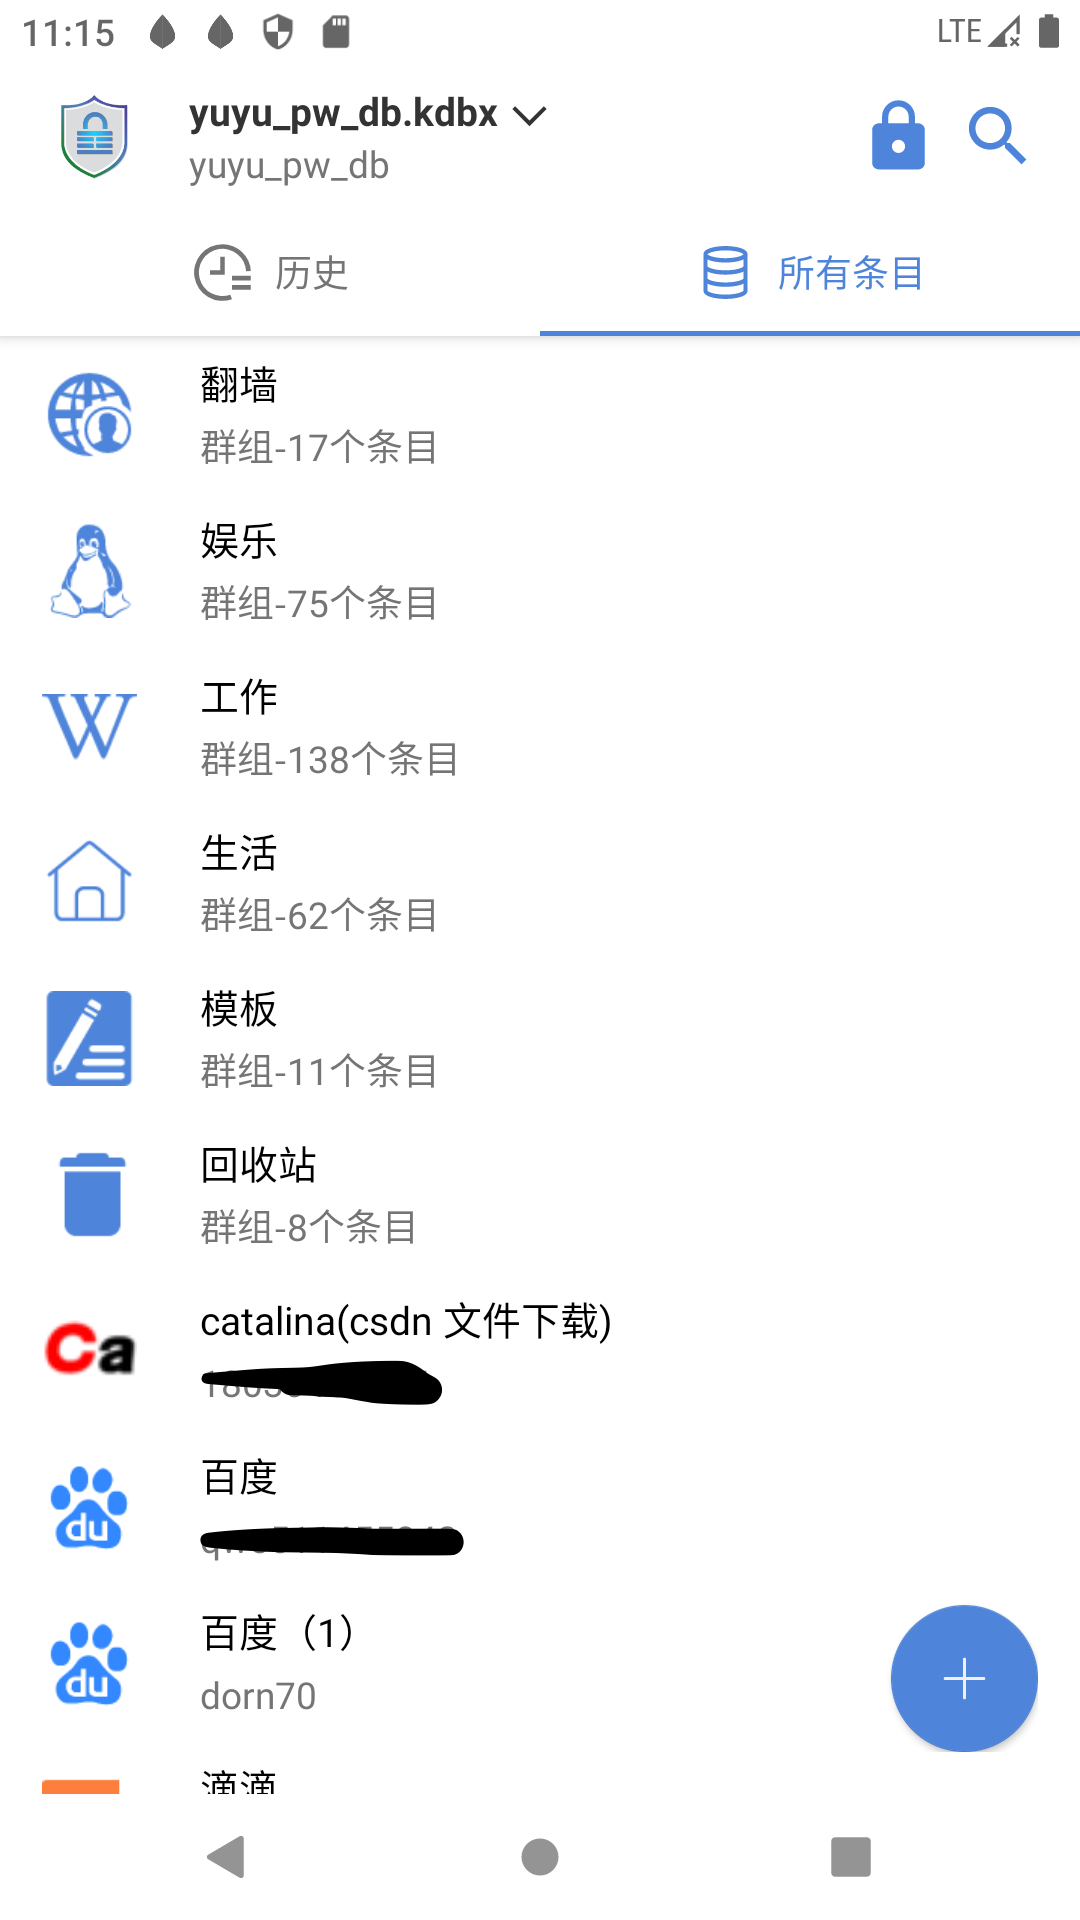 11:15
LTE
yuyu_pw_db.kdbx
yuyu_pw_db
历史
所有条目
翻墙
群组-17个条目
娱乐
群组-75个条目
工作
群组-138个条目
生活
群组-62个条目
模板
群组-11个条目
回收站
群组-8个条目
Ca
catalina(csdn 文件下载)
百度
du
百度（1）
du
dorn70
滴滴